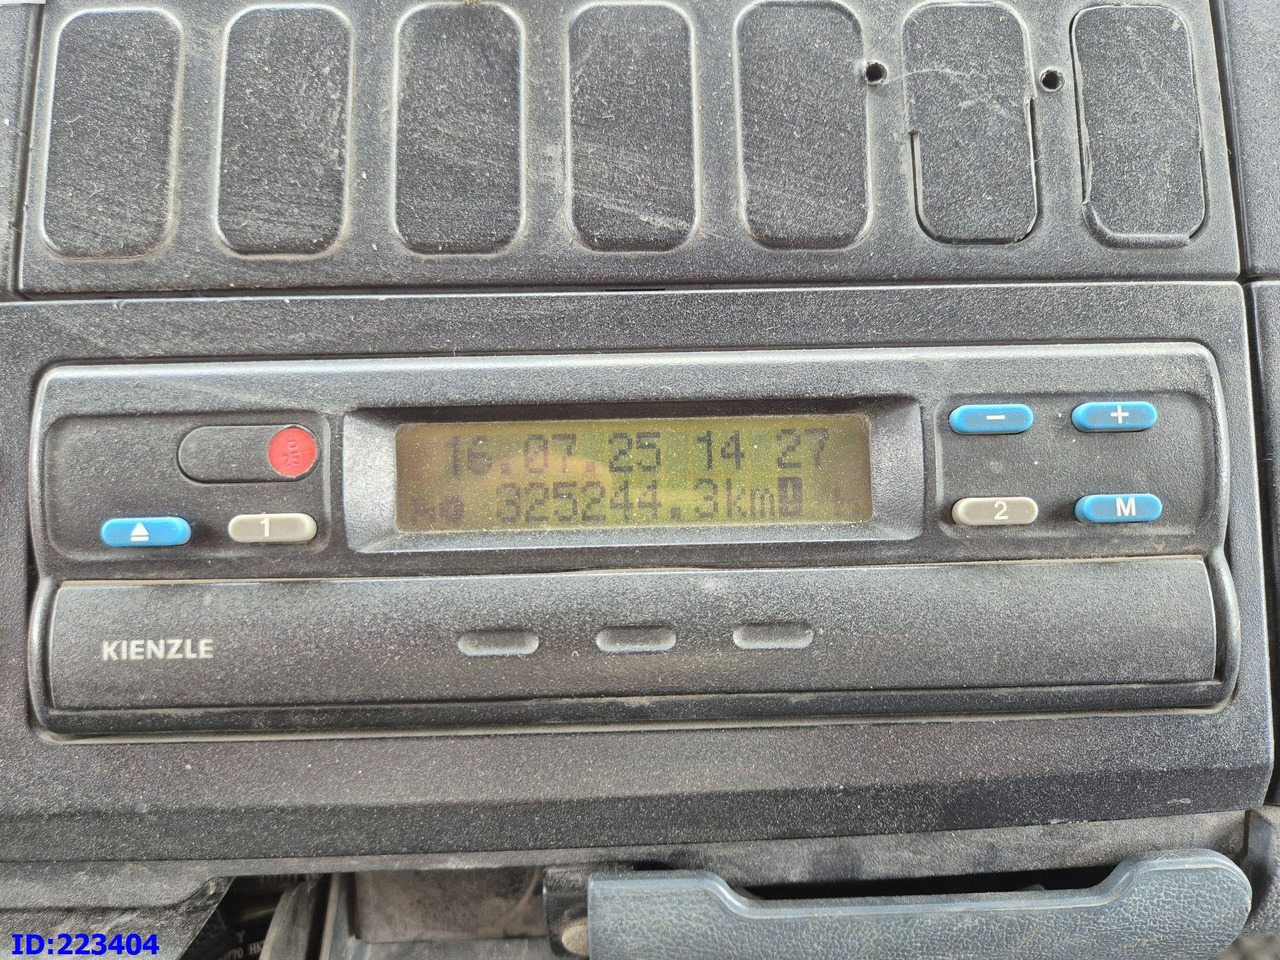 16.07.25 14 27
325244.3km
− +
1 2 M
KIENZLE
ID:223404